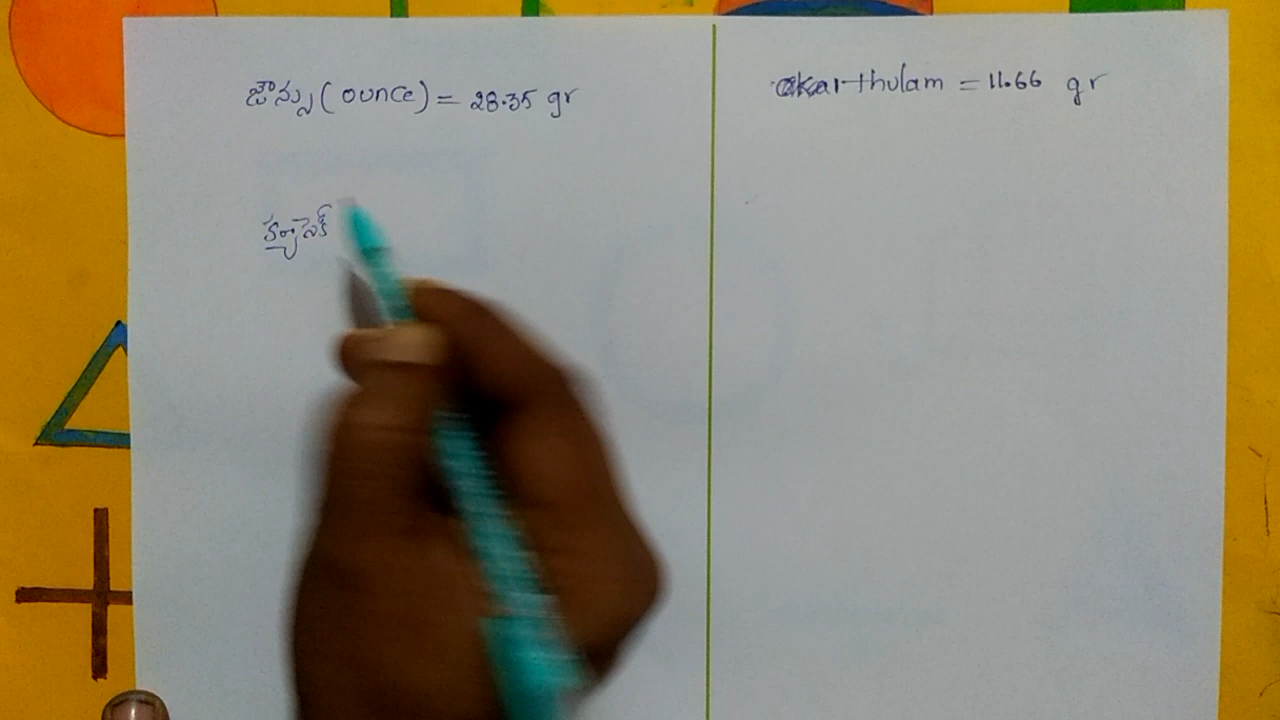 ఔన్సు (ounce) = 28.35 gr
క్యూసెక్
thulam = 11.66 gr